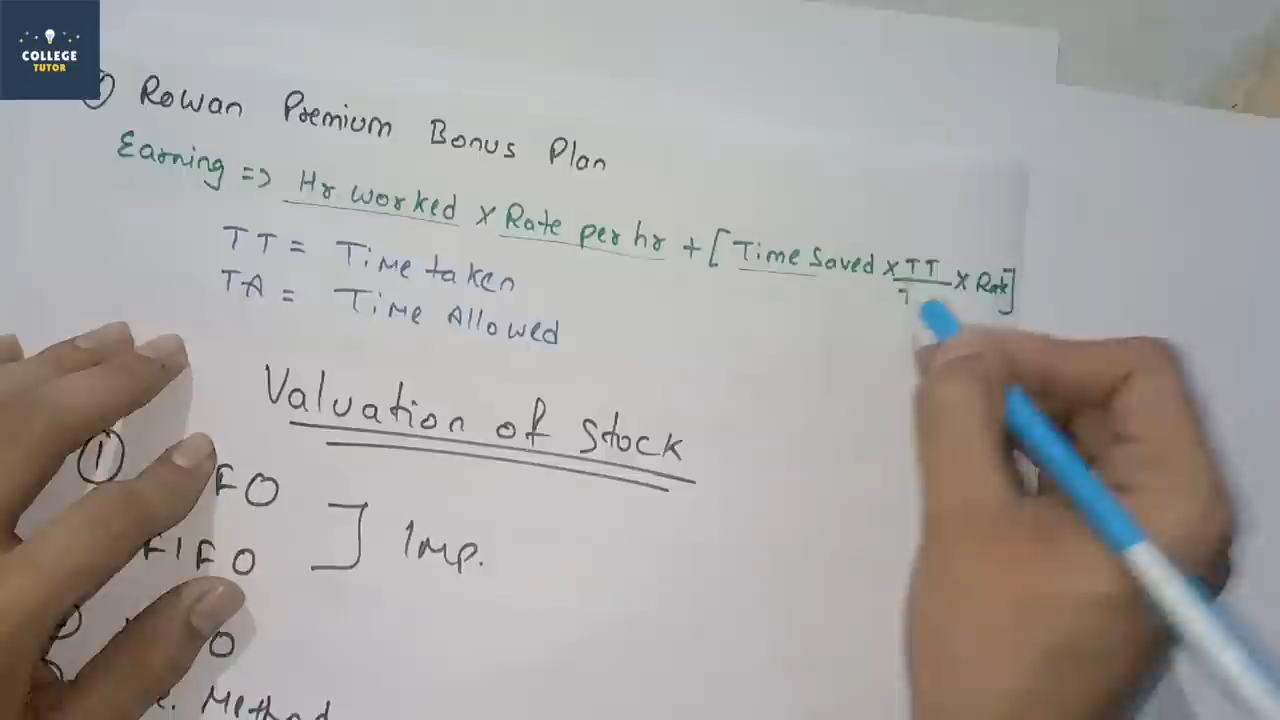 COLLEGE
TUTOR
Rowan Premium Bonus Plan
Earning => Hr worked X Rate per hr + [Time Saved X TT X Rate]
TT = Time taken
TA = Time Allowed
Valuation of Stock
① FO
FIFO ] Imp.
O
Method